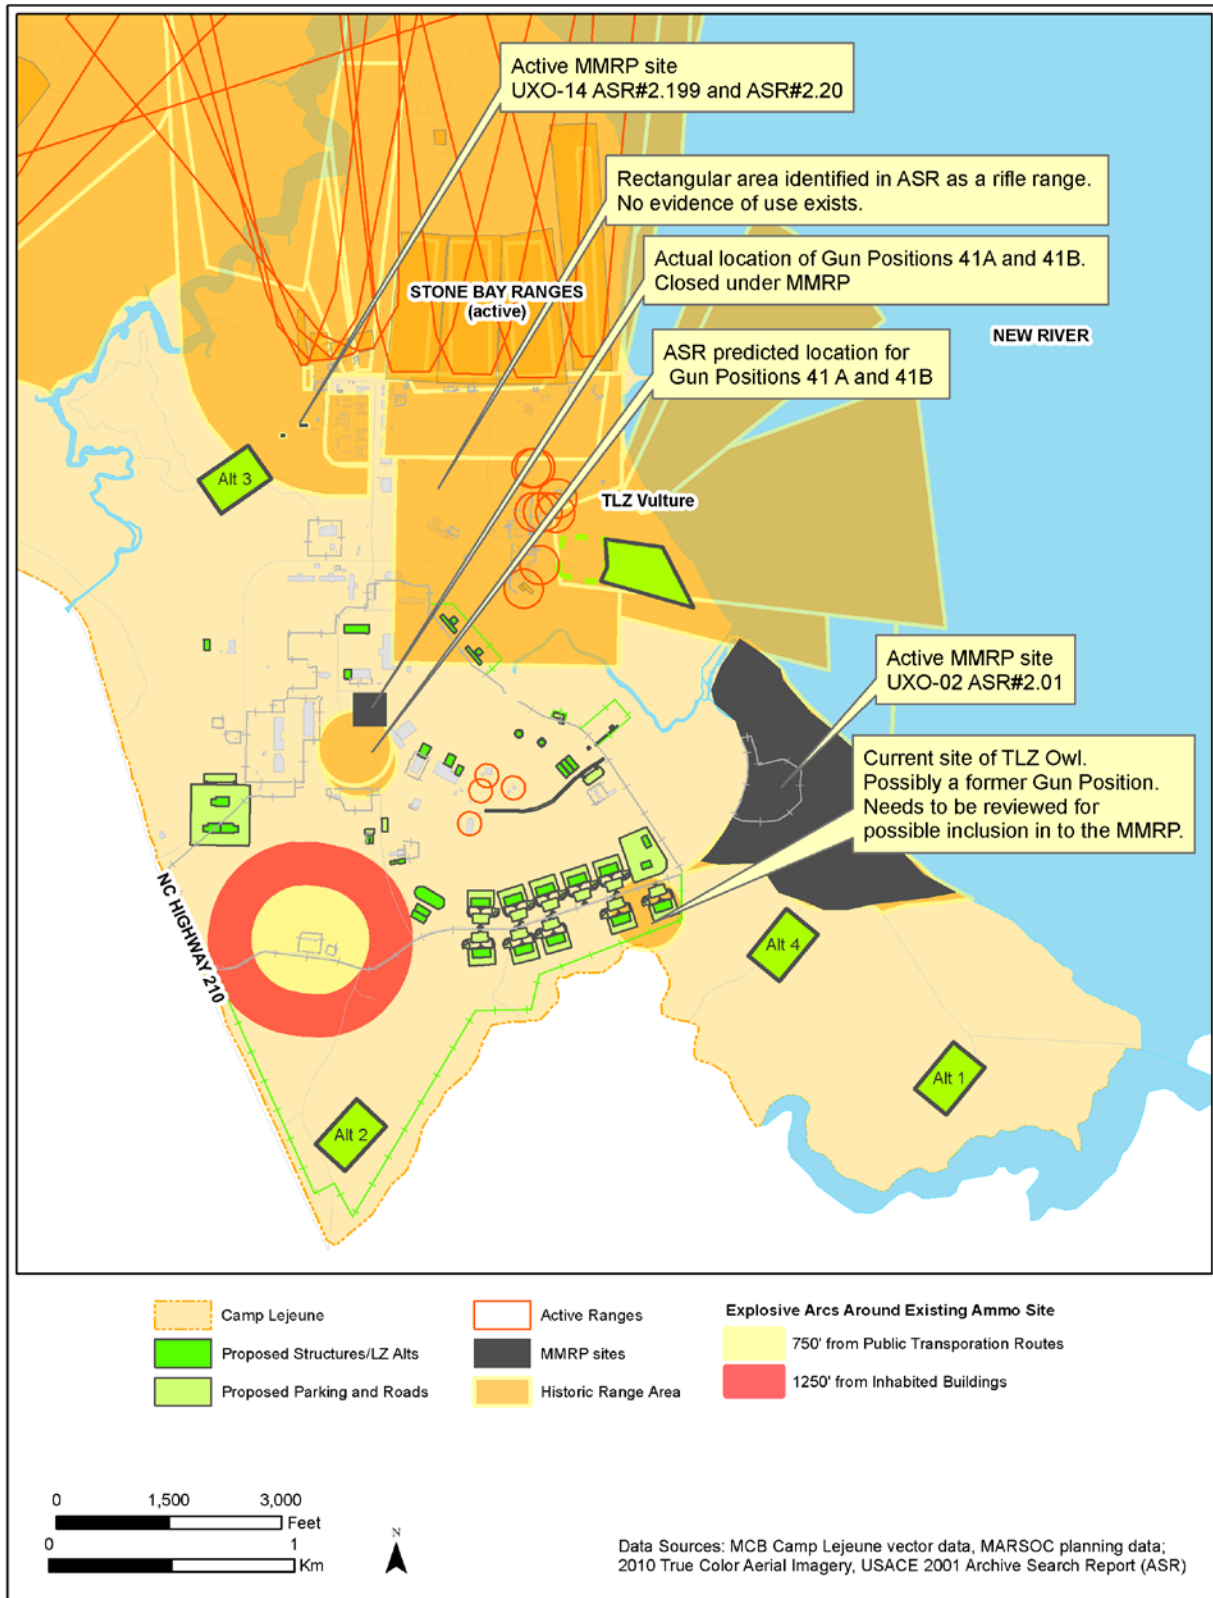 Active MMRP site
UXO-14 ASR#2.199 and ASR#2.20
Rectangular area identified in ASR as a rifle range.
No evidence of use exists.
Actual location of Gun Positions 41A and 41B.
Closed under MMRP
STONE BAY RANGES
(active)
NEW RIVER
ASR predicted location for
Gun Positions 41 A and 41B
Alt 3
TLZ Vulture
Active MMRP site
UXO-02 ASR#2.01
Current site of TLZ Owl.
Possibly a former Gun Position.
Needs to be reviewed for
possible inclusion in to the MMRP.
NC HIGHWAY 210
Alt 4
Alt 1
Alt 2
Camp Lejeune
Proposed Structures/LZ Alts
Proposed Parking and Roads
Active Ranges
MMRP sites
Historic Range Area
Explosive Arcs Around Existing Ammo Site
750' from Public Transporation Routes
1250' from Inhabited Buildings
0 1,500 3,000
Feet
0 1
Km
N
Data Sources: MCB Camp Lejeune vector data, MARSOC planning data;
2010 True Color Aerial Imagery, USACE 2001 Archive Search Report (ASR)